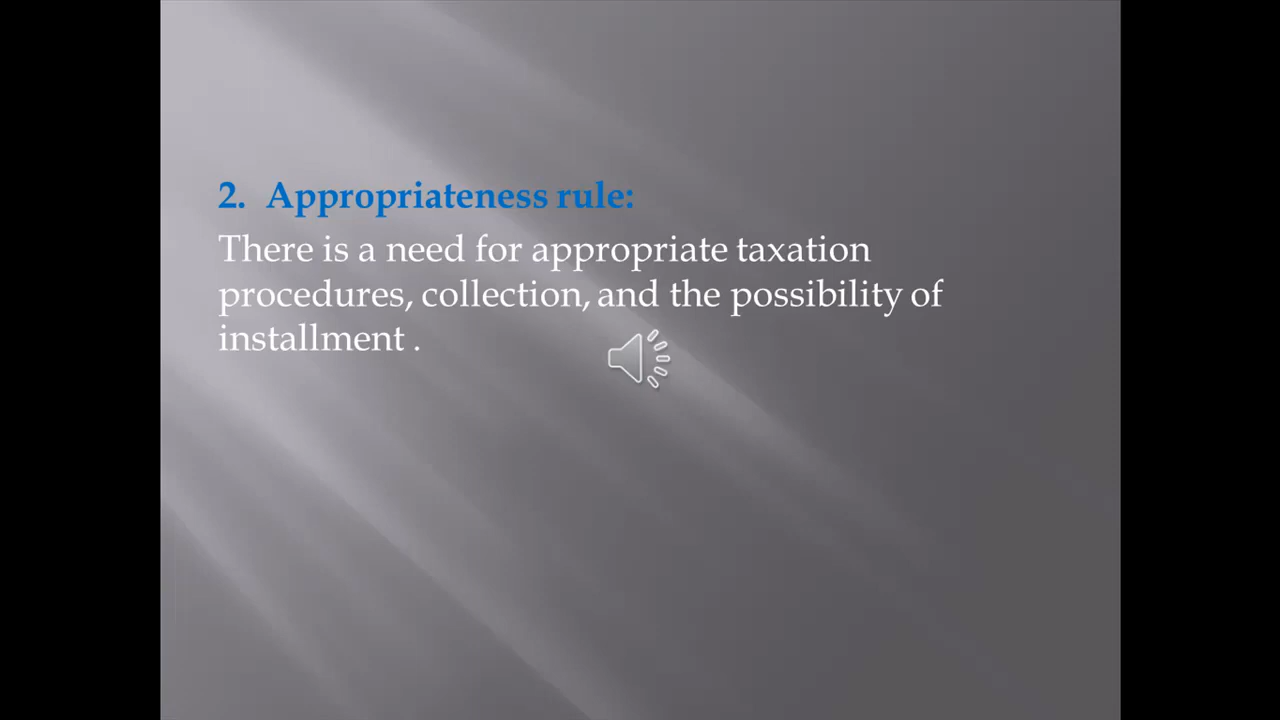 2. Appropriateness rule:
There is a need for appropriate taxation
procedures, collection, and the possibility of
installment .